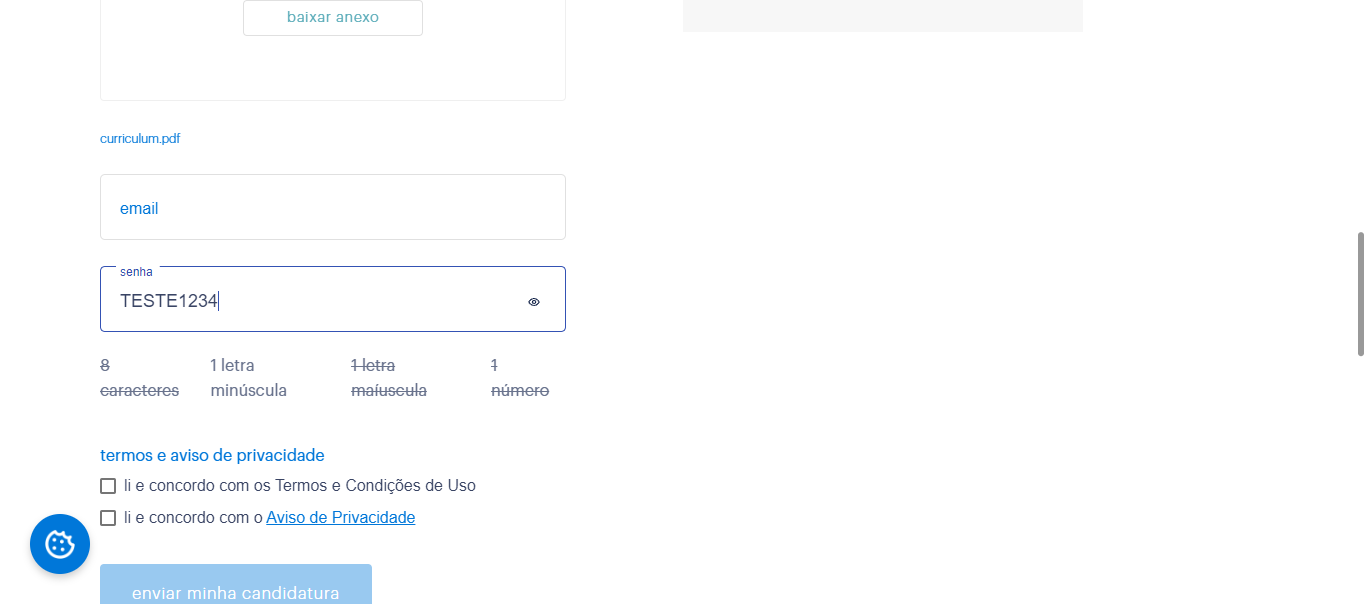 baixar anexo
curriculum.pdf
email
senha
TESTE1234
8 caracteres
1 letra minúscula
1 letra maíuscula
1 número
termos e aviso de privacidade
li e concordo com os Termos e Condições de Uso
li e concordo com o Aviso de Privacidade
enviar minha candidatura